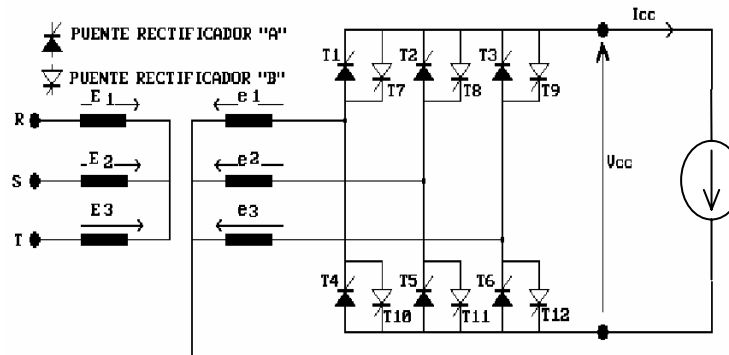 PUENTE RECTIFICADOR "A"
PUENTE RECTIFICADOR "B"
Icc
T1
T2
T3
T7
T8
T9
E1
e1
R
E2
e2
S
E3
e3
T
Vcc
T4
T5
T6
T10
T11
T12